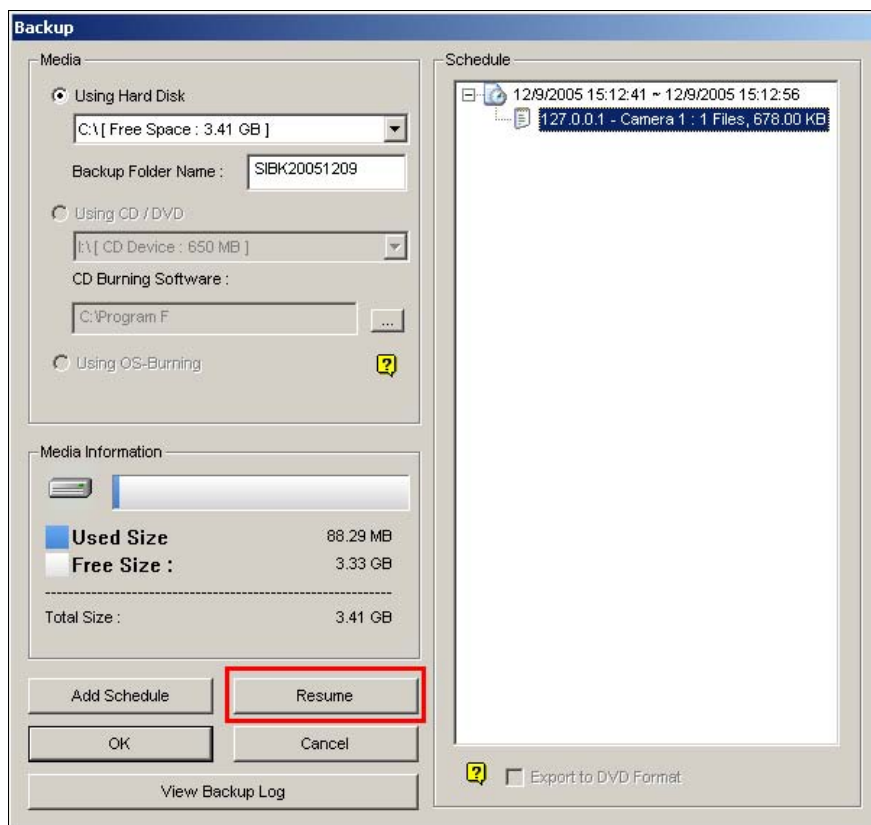 Backup
Media
Using Hard Disk
C:\ [ Free Space : 3.41 GB ]
Backup Folder Name :
SIBK20051209
Using CD / DVD
I:\ [ CD Device : 650 MB ]
CD Burning Software :
C:\Program F
...
Using OS-Burning
?
Media Information
Used Size 88.29 MB
Free Size : 3.33 GB
Total Size : 3.41 GB
Add Schedule
Resume
OK
Cancel
View Backup Log
Schedule
12/9/2005 15:12:41 ~ 12/9/2005 15:12:56
127.0.0.1 - Camera 1 : 1 Files, 678.00 KB
?
Export to DVD Format